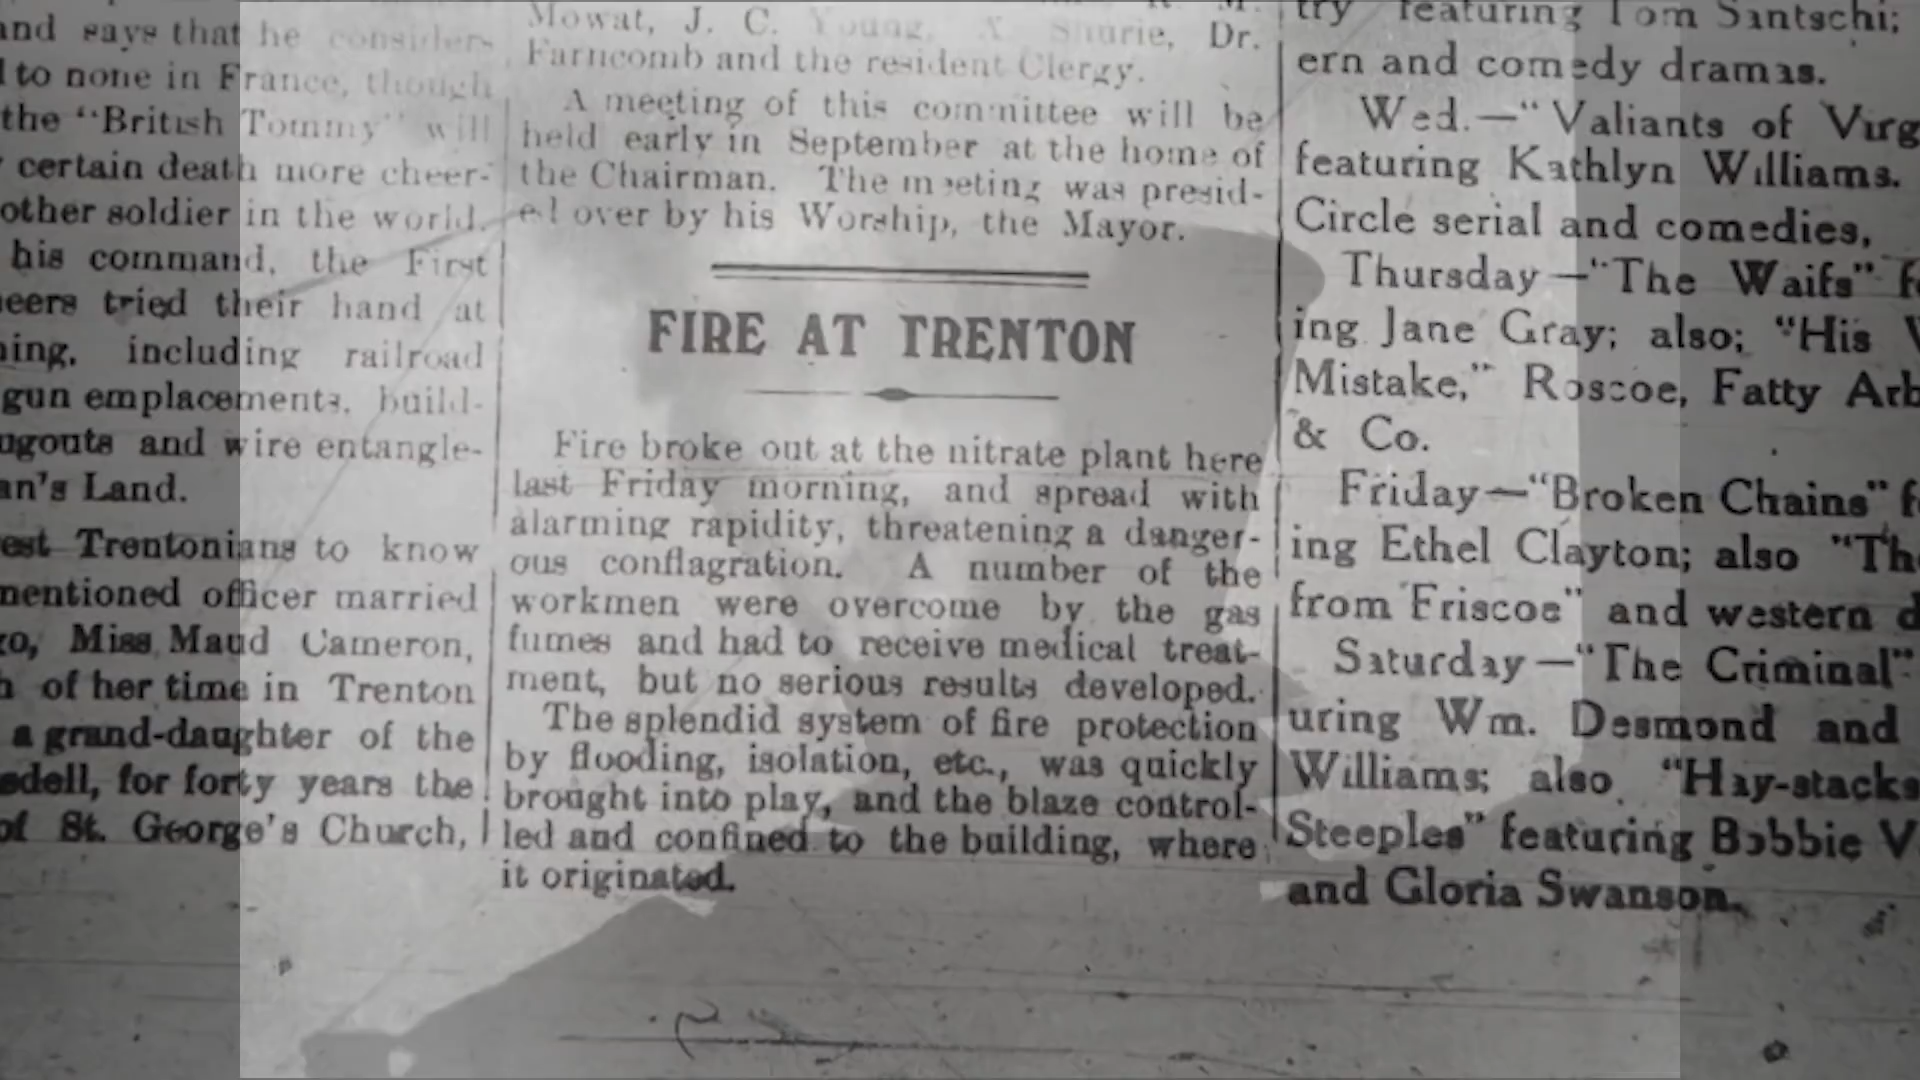 and says that he considers
to none in France, though
the "British Tommy" will
certain death more cheer-
other soldier in the world.
his command, the First
neers tried their hand at
ning, including railroad
gun emplacements, build-
ugouts and wire entangle-
an's Land.
est Trentonians to know
mentioned officer married
go, Miss Maud Cameron,
h of her time in Trenton
a grand-daughter of the
sdell, for forty years the
of St. George's Church,
Mowat, J. C. Young, Shurie, Dr.
Farncomb and the resident Clergy.
A meeting of this committee will be
held early in September at the home of
the Chairman. The meeting was presid-
ed over by his Worship, the Mayor.
FIRE AT TRENTON
Fire broke out at the nitrate plant here
last Friday morning, and spread with
alarming rapidity, threatening a danger-
ous conflagration. A number of the
workmen were overcome by the gas
fumes and had to receive medical treat-
ment, but no serious results developed.
The splendid system of fire protection
by flooding, isolation, etc., was quickly
brought into play, and the blaze control-
led and confined to the building, where
it originated.
try featuring Tom Santschi;
ern and comedy dramas.
Wed.—"Valiants of Virg
featuring Kathlyn Williams.
Circle serial and comedies,
Thursday—"The Waifs" fe
ing Jane Gray; also; "His W
Mistake," Roscoe, Fatty Arb
& Co.
Friday—"Broken Chains" fe
ing Ethel Clayton; also "The
from Friscoe" and western d
Saturday—"The Criminal"
uring Wm. Desmond and
Williams; also "Hay-stacks
Steeples" featuring Bobbie V
and Gloria Swanson.